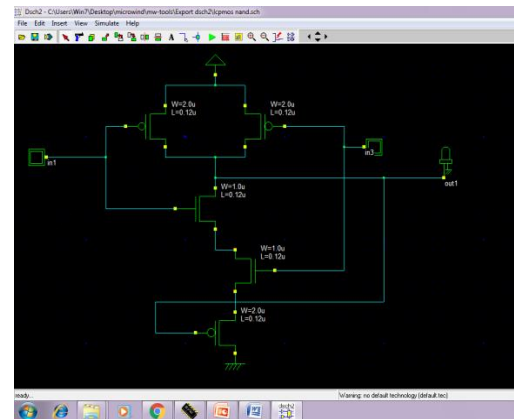 Dsch2 - C:\Users\Win7\Desktop\microwind\mw-tools\Export dsch2\lcpmos nand.sch
File Edit Insert View Simulate Help
W=2.0u
L=0.12u
W=2.0u
L=0.12u
in1
in3
out1
W=1.0u
L=0.12u
W=1.0u
L=0.12u
W=2.0u
L=0.12u
ready...
Warning: no default technology (default.tec)